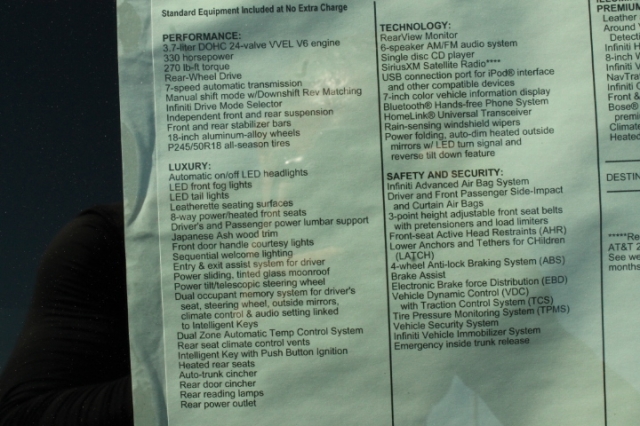 Standard Equipment Included at No Extra Charge
PERFORMANCE:
3.7-liter DOHC 24-valve VVEL V6 engine
330 horsepower
270 lb-ft torque
Rear-Wheel Drive
7-speed automatic transmission
Manual shift mode w/Downshift Rev Matching
Infiniti Drive Mode Selector
Independent front and rear suspension
Front and rear stabilizer bars
18-inch aluminum-alloy wheels
P245/50R18 all-season tires
LUXURY:
Automatic on/off LED headlights
LED front fog lights
LED tail lights
Leatherette seating surfaces
8-way power/heated front seats
Driver's and Passenger power lumbar support
Japanese Ash wood trim
Front door handle courtesy lights
Sequential welcome lighting
Entry & exit assist system for driver
Power sliding, tinted glass moonroof
Power tilt/telescopic steering wheel
Dual occupant memory system for driver's
seat, steering wheel, outside mirrors,
climate control & audio setting linked
to Intelligent Keys
Dual Zone Automatic Temp Control System
Rear seat climate control vents
Intelligent Key with Push Button Ignition
Heated rear seats
Auto-trunk cincher
Rear door cincher
Rear reading lamps
Rear power outlet
TECHNOLOGY:
RearView Monitor
6-speaker AM/FM audio system
Single disc CD player
SiriusXM Satellite Radio****
USB connection port for iPod® interface
and other compatible devices
7-inch color vehicle information display
Bluetooth® Hands-free Phone System
HomeLink® Universal Transceiver
Rain-sensing windshield wipers
Power folding, auto-dim heated outside
mirrors w/ LED turn signal and
reverse tilt down feature
SAFETY AND SECURITY:
Infiniti Advanced Air Bag System
Driver and Front Passenger Side-Impact
and Curtain Air Bags
3-point height adjustable front seat belts
with pretensioners and load limiters
Front-seat Active Head Restraints (AHR)
Lower Anchors and Tethers for CHildren
(LATCH)
4-wheel Anti-lock Braking System (ABS)
Brake Assist
Electronic Brake force Distribution (EBD)
Vehicle Dynamic Control (VDC)
with Traction Control System (TCS)
Tire Pressure Monitoring System (TPMS)
Vehicle Security System
Infiniti Vehicle Immobilizer System
Emergency inside trunk release
PREMIUM
Leather
Around
Detecti
Infiniti H
8-inch
Infiniti V
NavTra
Infiniti C
Front &
Bose®
premi
Climate
Heated
DESTIN
****Re
AT&T 2
See we
months